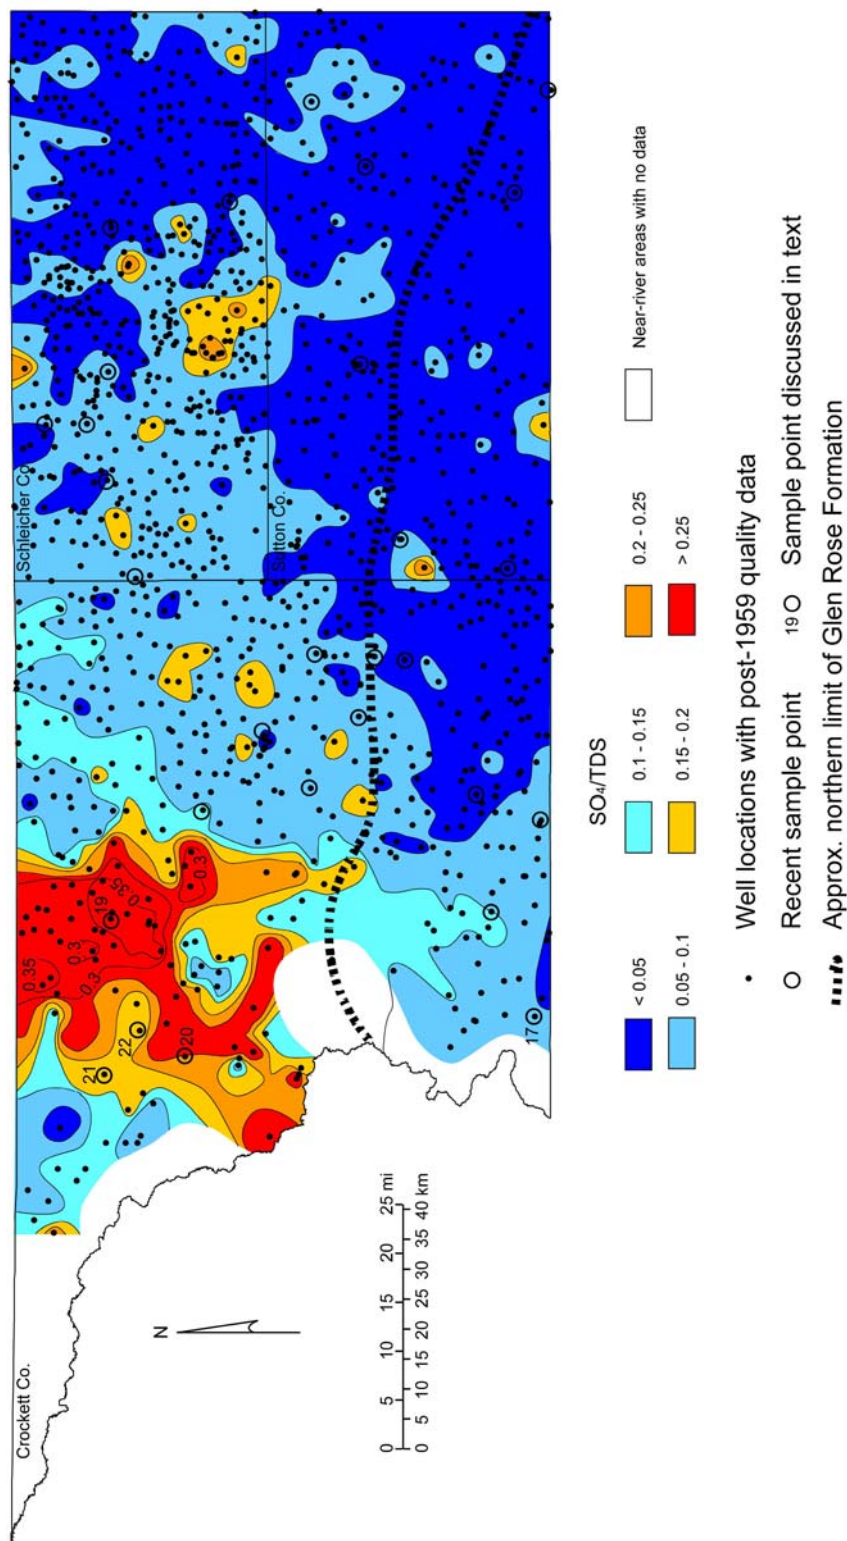 Crockett Co.
Schleicher Co.
Sutton Co.
0.35
0.3
0.3
0.35
19
0.3
21
22
20
17
N
0 5 10 15 20 25 mi
0 5 10 15 20 25 30 35 40 km
SO₄/TDS
< 0.05
0.05 - 0.1
0.1 - 0.15
0.15 - 0.2
0.2 - 0.25
> 0.25
Near-river areas with no data
Well locations with post-1959 quality data
Recent sample point
19 Sample point discussed in text
Approx. northern limit of Glen Rose Formation